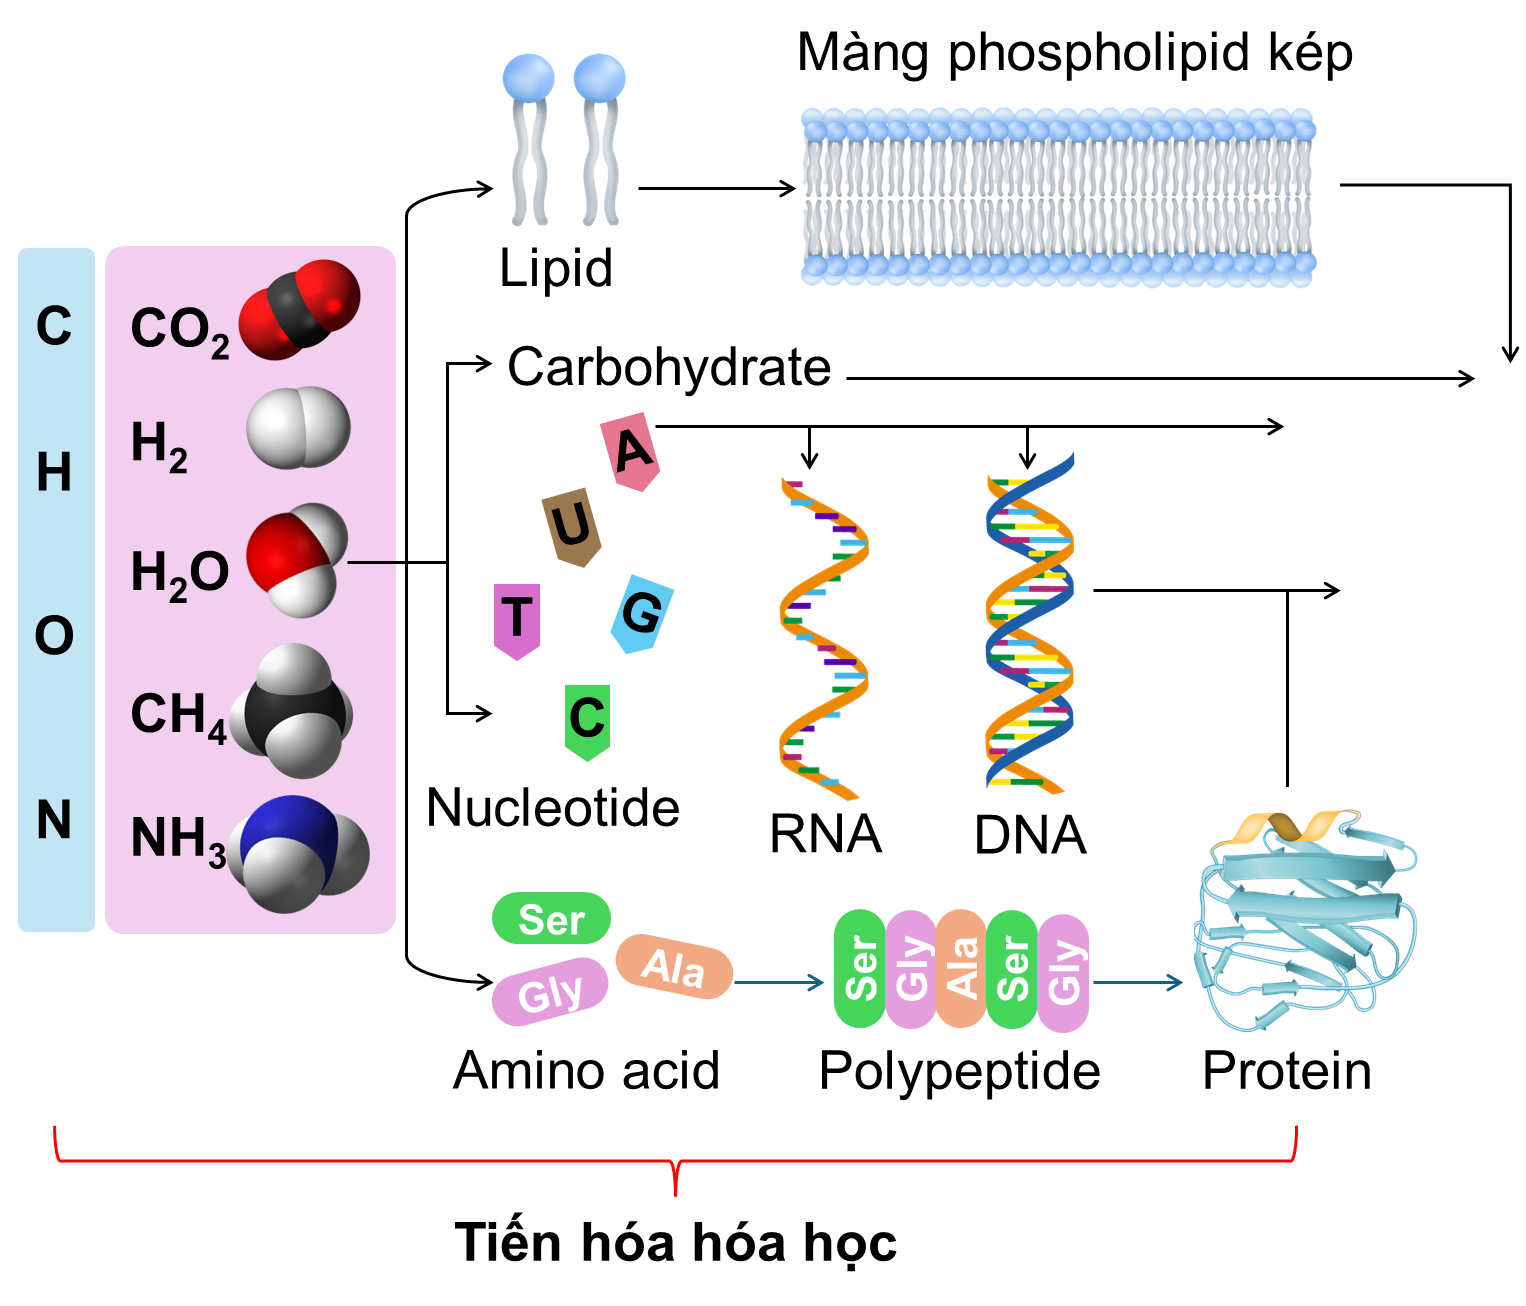 C
H
O
N
CO₂
H₂
H₂O
CH₄
NH₃
Lipid
Màng phospholipid kép
Carbohydrate
A
U
T
G
C
Nucleotide
RNA
DNA
Ser
Gly
Ala
Amino acid
Ser
Gly
Ala
Ser
Gly
Polypeptide
Protein
Tiến hóa hóa học